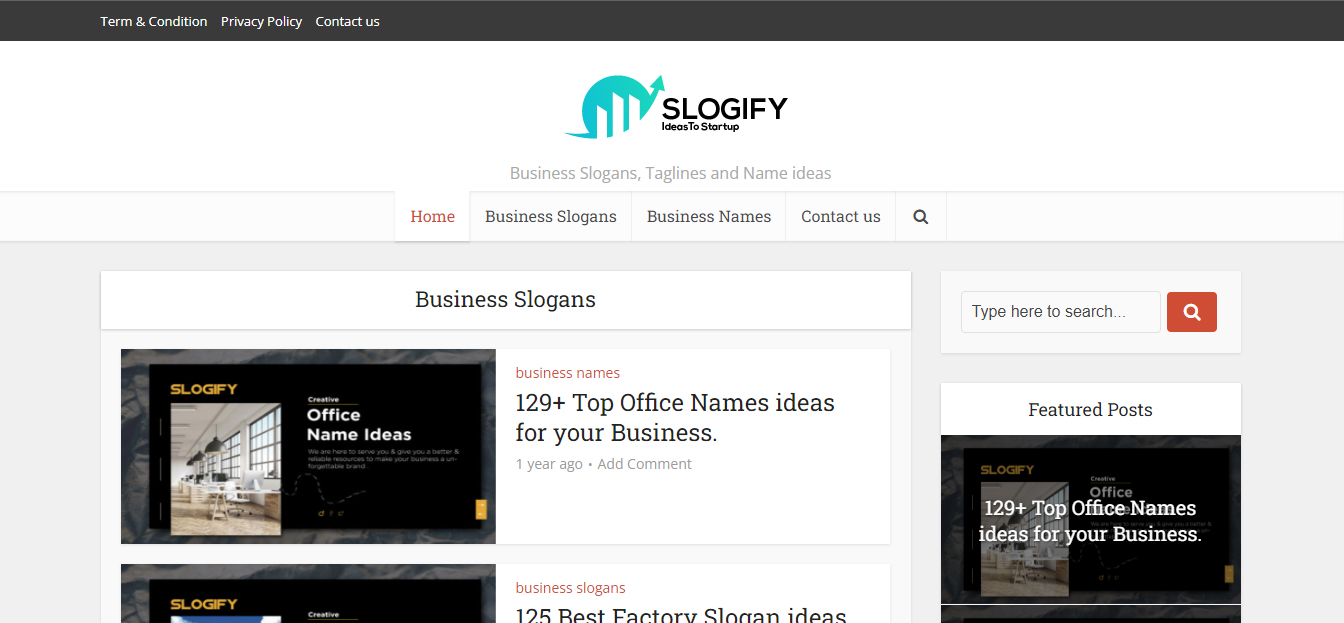 Term & Condition Privacy Policy Contact us
SLOGIFY
IdeasTo Startup
Business Slogans, Taglines and Name ideas
Home Business Slogans Business Names Contact us
Business Slogans
SLOGIFY
Creative
Office
Name Ideas
We are here to serve you & give you a better &
reliable resources to make your business a un-
forgettable brand.
business names
129+ Top Office Names ideas
for your Business.
1 year ago • Add Comment
SLOGIFY
Creative
business slogans
125 Best Factory Slogan ideas
Type here to search...
Featured Posts
SLOGIFY
Creative
Office
129+ Top Office Names
ideas for your Business.